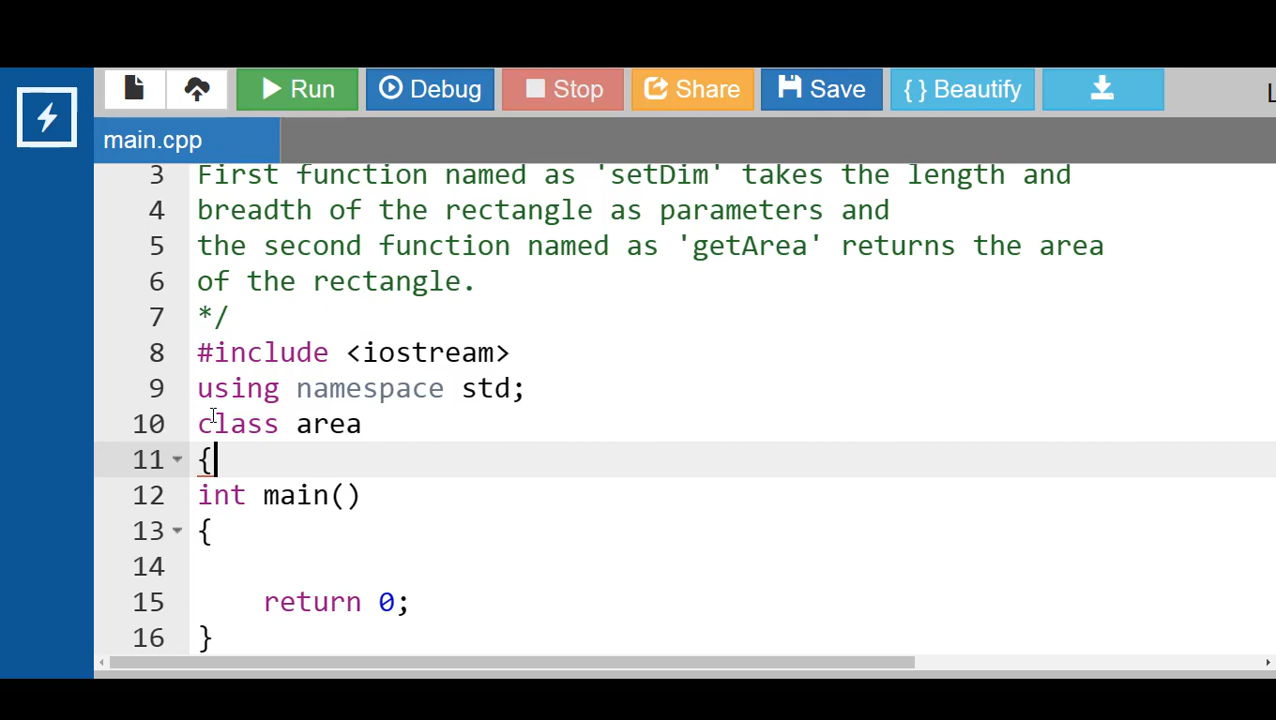 Run
Debug
Stop
Share
Save
{ } Beautify
L
main.cpp
3 First function named as 'setDim' takes the length and
4 breadth of the rectangle as parameters and
5 the second function named as 'getArea' returns the area
6 of the rectangle.
7 */
8 #include <iostream>
9 using namespace std;
10 class area
11 {
12 int main()
13 {
14
15 return 0;
16 }